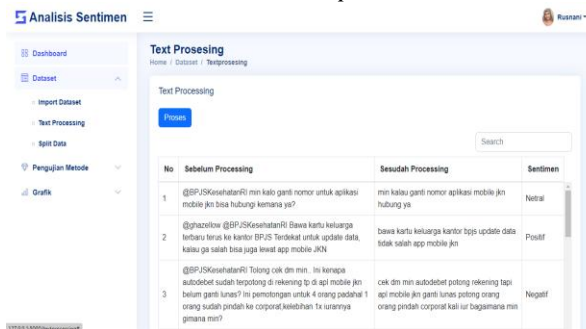 Analisis Sentimen
Rusnani
Dashboard
Dataset
Import Dataset
Text Processing
Split Data
Pengujian Metode
Grafik
Text Prosesing
Home / Dataset / Textprosesing
Text Processing
Proses
Search
No Sebelum Processing Sesudah Processing Sentimen
1 @BPJSKesehatanRI min kalo ganti nomor untuk aplikasi mobile jkn bisa hubungi kemana ya? min kalau ganti nomor aplikasi mobile jkn hubung ya Netral
2 @ghazellow @BPJSKesehatanRI Bawa kartu keluarga terbaru terus ke kantor BPJS Terdekat untuk update data, kalau ga salah bisa juga lewat app mobile JKN bawa kartu keluarga kantor bpjs update data tidak salah app mobile jkn Positif
3 @BPJSKesehatanRI Tolong cek dm min.. Ini kenapa autodebet sudah terpotong di rekening tp di apl mobile jkn belum ganti lunas? Ini pemotongan untuk 4 orang padahal 1 orang sudah pindah ke corporat,kelebihan 1x iurannya gimana min? cek dm min autodebet potong rekening tapi apl mobile jkn ganti lunas potong orang orang pindah corporat kali iur bagaimana min Negatif